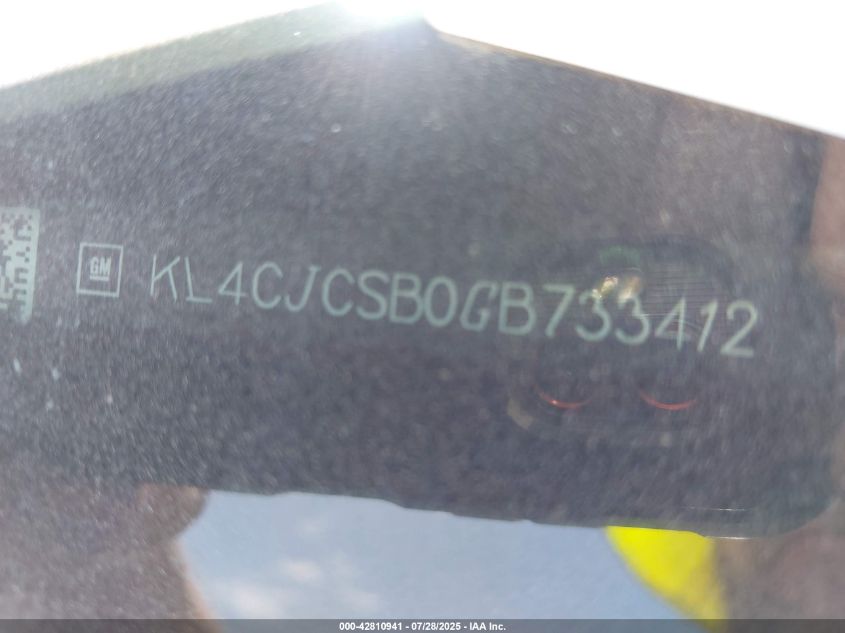 GM KL4CJCSB0GB733412
000-42810941 - 07/28/2025 - IAA Inc.